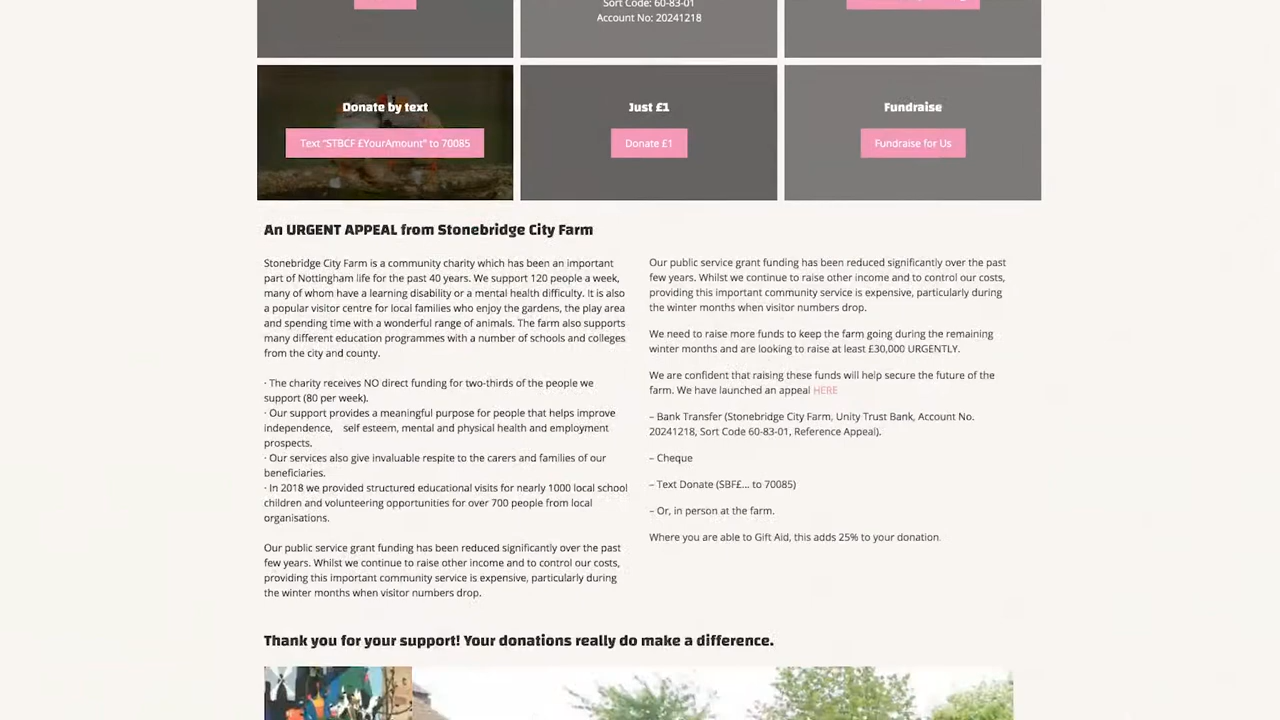 Sort Code: 60-83-01
Account No: 20241218
Donate by text
Text "STBCF £YourAmount" to 70085
Just £1
Donate £1
Fundraise
Fundraise for Us
An URGENT APPEAL from Stonebridge City Farm
Stonebridge City Farm is a community charity which has been an important
part of Nottingham life for the past 40 years. We support 120 people a week,
many of whom have a learning disability or a mental health difficulty. It is also
a popular visitor centre for local families who enjoy the gardens, the play area
and spending time with a wonderful range of animals. The farm also supports
many different education programmes with a number of schools and colleges
from the city and county.
· The charity receives NO direct funding for two-thirds of the people we
support (80 per week).
· Our support provides a meaningful purpose for people that helps improve
independence, self esteem, mental and physical health and employment
prospects.
· Our services also give invaluable respite to the carers and families of our
beneficiaries.
· In 2018 we provided structured educational visits for nearly 1000 local school
children and volunteering opportunities for over 700 people from local
organisations.
Our public service grant funding has been reduced significantly over the past
few years. Whilst we continue to raise other income and to control our costs,
providing this important community service is expensive, particularly during
the winter months when visitor numbers drop.
Our public service grant funding has been reduced significantly over the past
few years. Whilst we continue to raise other income and to control our costs,
providing this important community service is expensive, particularly during
the winter months when visitor numbers drop.
We need to raise more funds to keep the farm going during the remaining
winter months and are looking to raise at least £30,000 URGENTLY.
We are confident that raising these funds will help secure the future of the
farm. We have launched an appeal HERE
– Bank Transfer (Stonebridge City Farm, Unity Trust Bank, Account No.
20241218, Sort Code 60-83-01, Reference Appeal).
– Cheque
– Text Donate (SBF£... to 70085)
– Or, in person at the farm.
Where you are able to Gift Aid, this adds 25% to your donation.
Thank you for your support! Your donations really do make a difference.